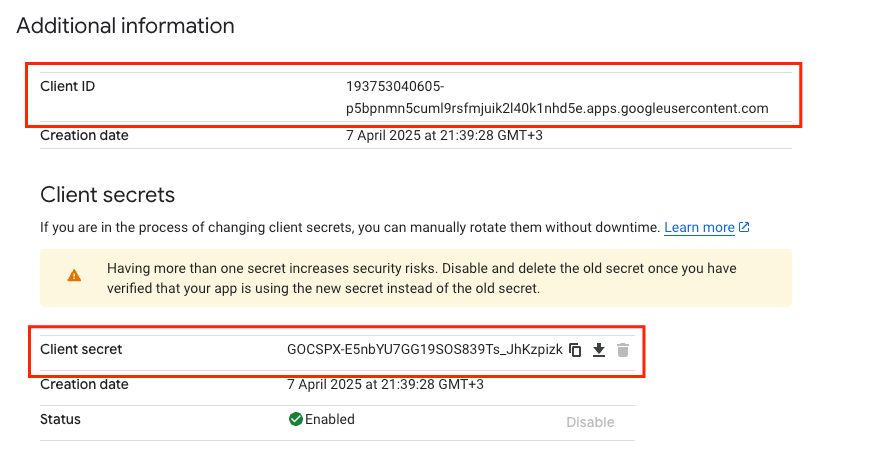 Additional information
Client ID 193753040605-
p5bpnmn5cuml9rsfmjuik2l40k1nhd5e.apps.googleusercontent.com
Creation date 7 April 2025 at 21:39:28 GMT+3
Client secrets
If you are in the process of changing client secrets, you can manually rotate them without downtime. Learn more
Having more than one secret increases security risks. Disable and delete the old secret once you have
verified that your app is using the new secret instead of the old secret.
Client secret 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
Creation date 7 April 2025 at 21:39:28 GMT+3
Status Enabled Disable